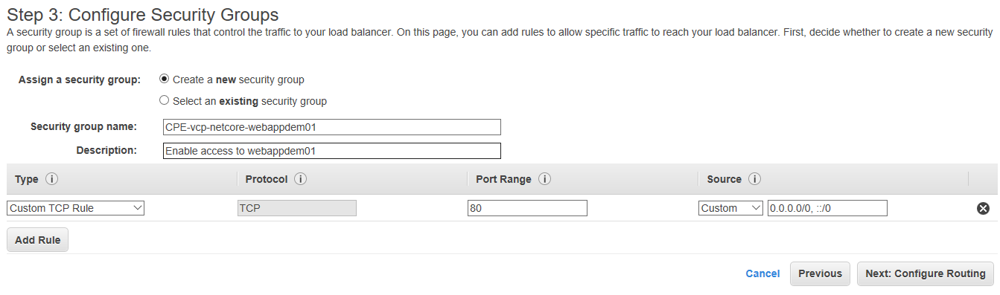 Step 3: Configure Security Groups
A security group is a set of firewall rules that control the traffic to your load balancer. On this page, you can add rules to allow specific traffic to reach your load balancer. First, decide whether to create a new security
group or select an existing one.
Assign a security group: Create a new security group
Select an existing security group
Security group name: CPE-vcp-netcore-webappdem01
Description: Enable access to webappdem01
Type i Protocol i Port Range i Source i
Custom TCP Rule TCP 80 Custom 0.0.0.0/0, ::/0
Add Rule
Cancel Previous Next: Configure Routing